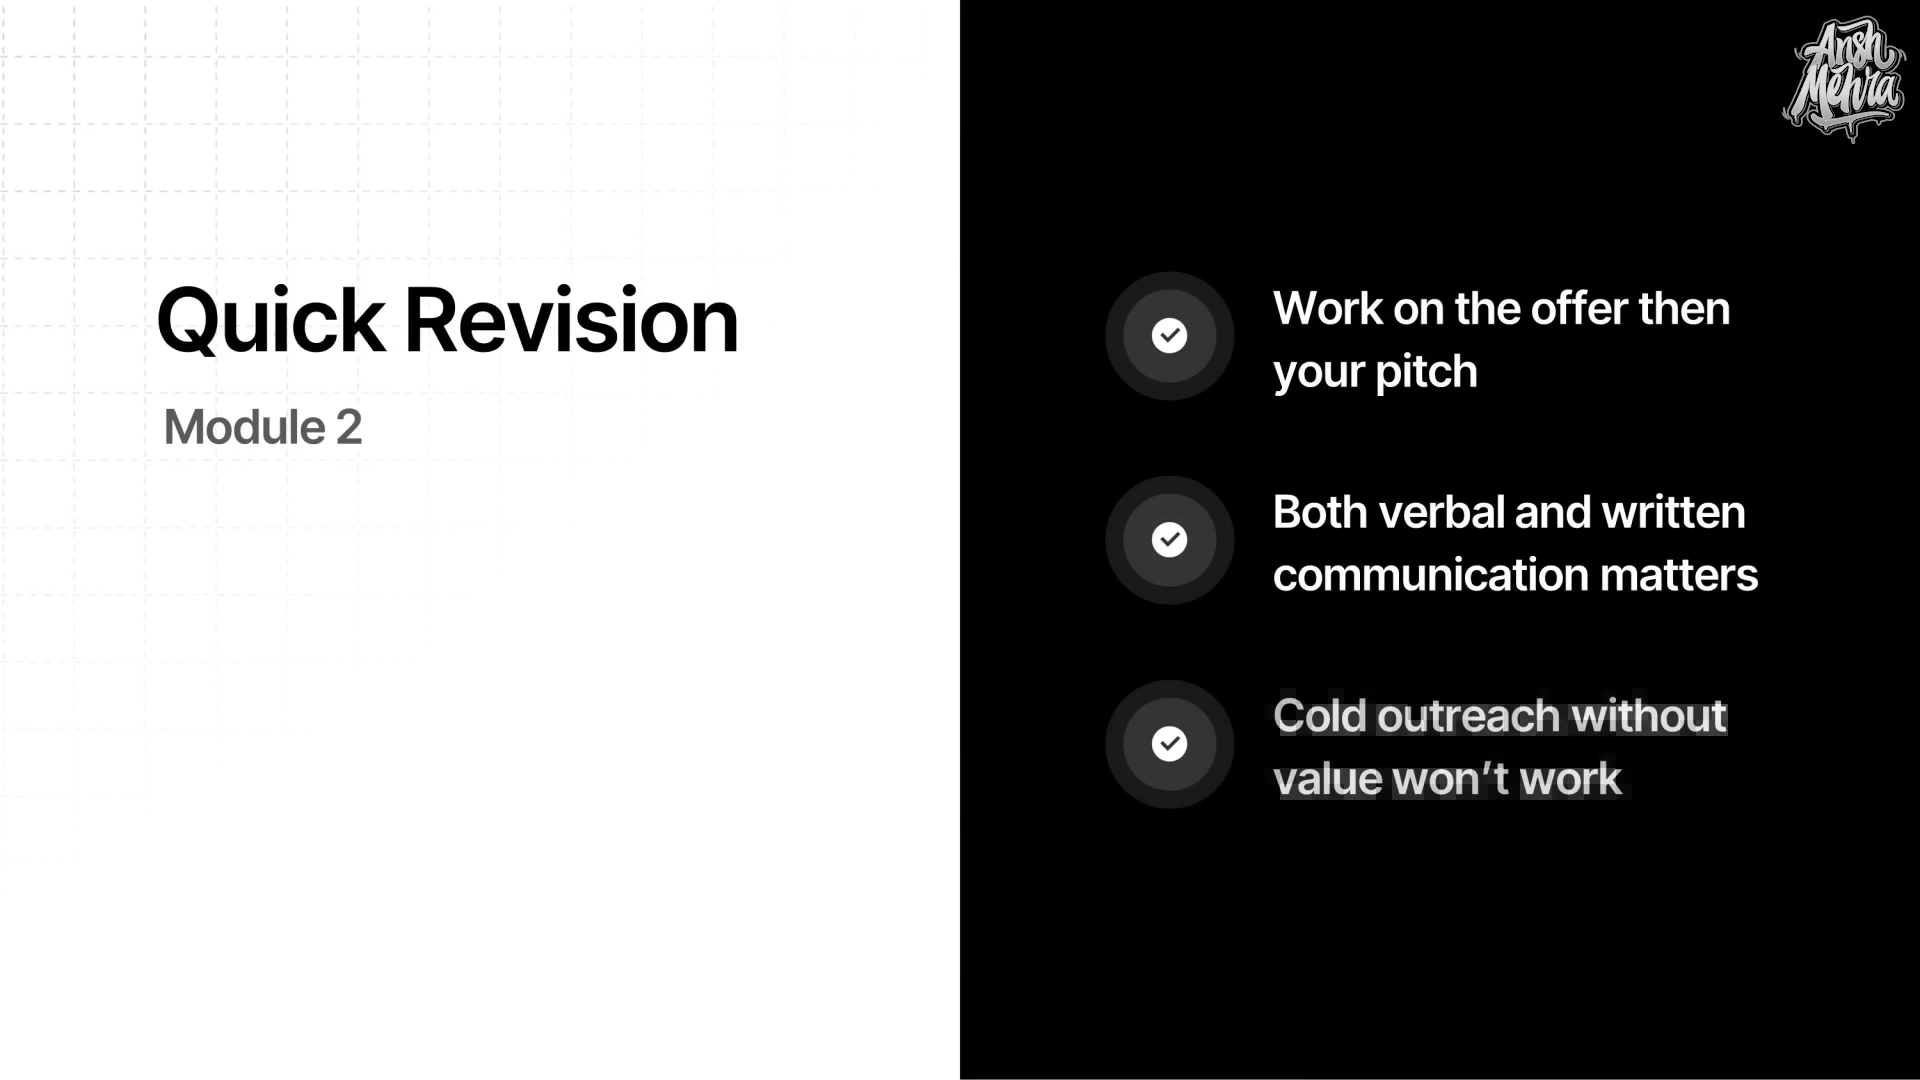 Ansh
Mehra
Quick Revision
Module 2
Work on the offer then
your pitch
Both verbal and written
communication matters
Cold outreach without
value won’t work